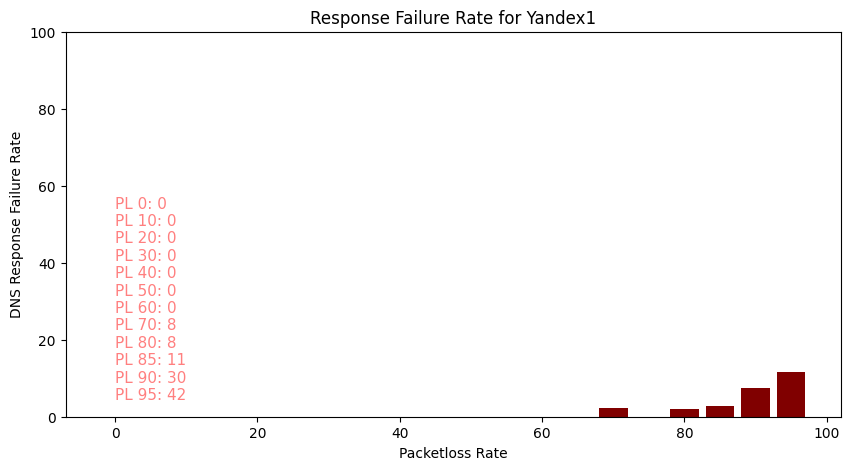 Response Failure Rate for Yandex1
100
80
60
40
20
0
DNS Response Failure Rate
PL 0: 0
PL 10: 0
PL 20: 0
PL 30: 0
PL 40: 0
PL 50: 0
PL 60: 0
PL 70: 8
PL 80: 8
PL 85: 11
PL 90: 30
PL 95: 42
0 20 40 60 80 100
Packetloss Rate